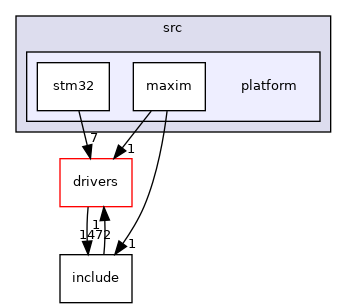 src
stm32
maxim
platform
7
1
drivers
1
1472
1
include